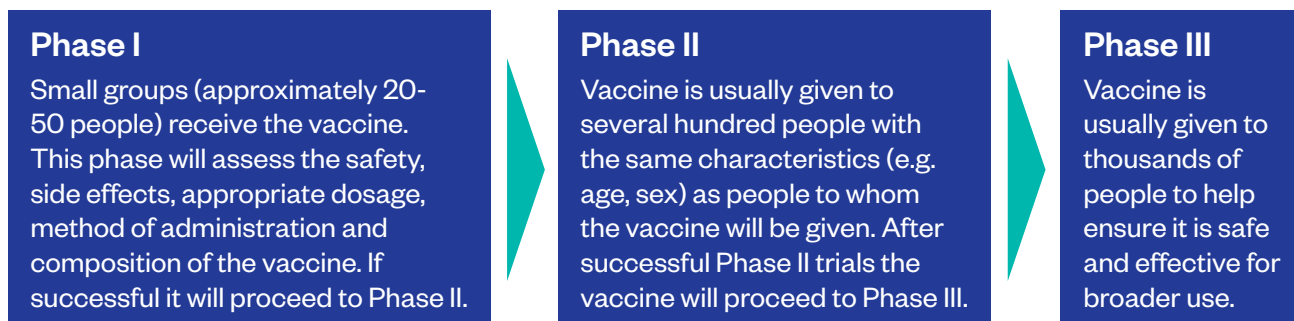 Phase I
Small groups (approximately 20-
50 people) receive the vaccine.
This phase will assess the safety,
side effects, appropriate dosage,
method of administration and
composition of the vaccine. If
successful it will proceed to Phase II.
Phase II
Vaccine is usually given to
several hundred people with
the same characteristics (e.g.
age, sex) as people to whom
the vaccine will be given. After
successful Phase II trials the
vaccine will proceed to Phase III.
Phase III
Vaccine is
usually given to
thousands of
people to help
ensure it is safe
and effective for
broader use.